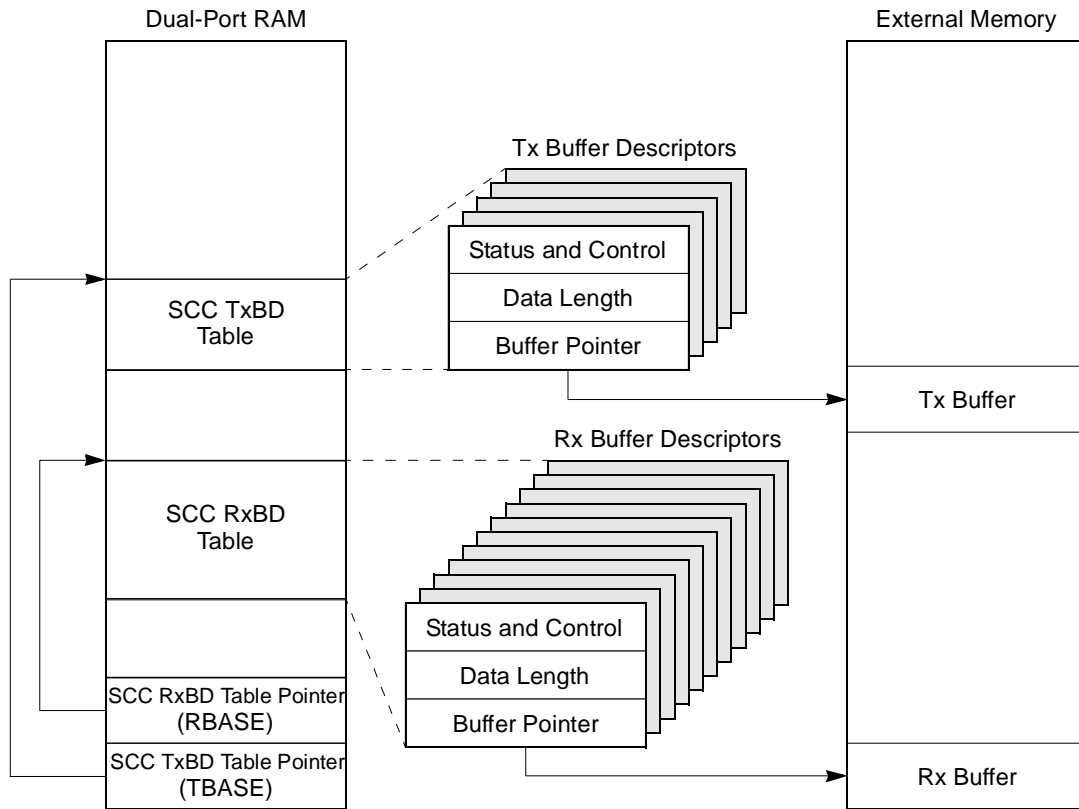 Dual-Port RAM
External Memory
Tx Buffer Descriptors
Status and Control
Data Length
Buffer Pointer
SCC TxBD
Table
Tx Buffer
Rx Buffer Descriptors
SCC RxBD
Table
Status and Control
Data Length
Buffer Pointer
SCC RxBD Table Pointer
(RBASE)
SCC TxBD Table Pointer
(TBASE)
Rx Buffer